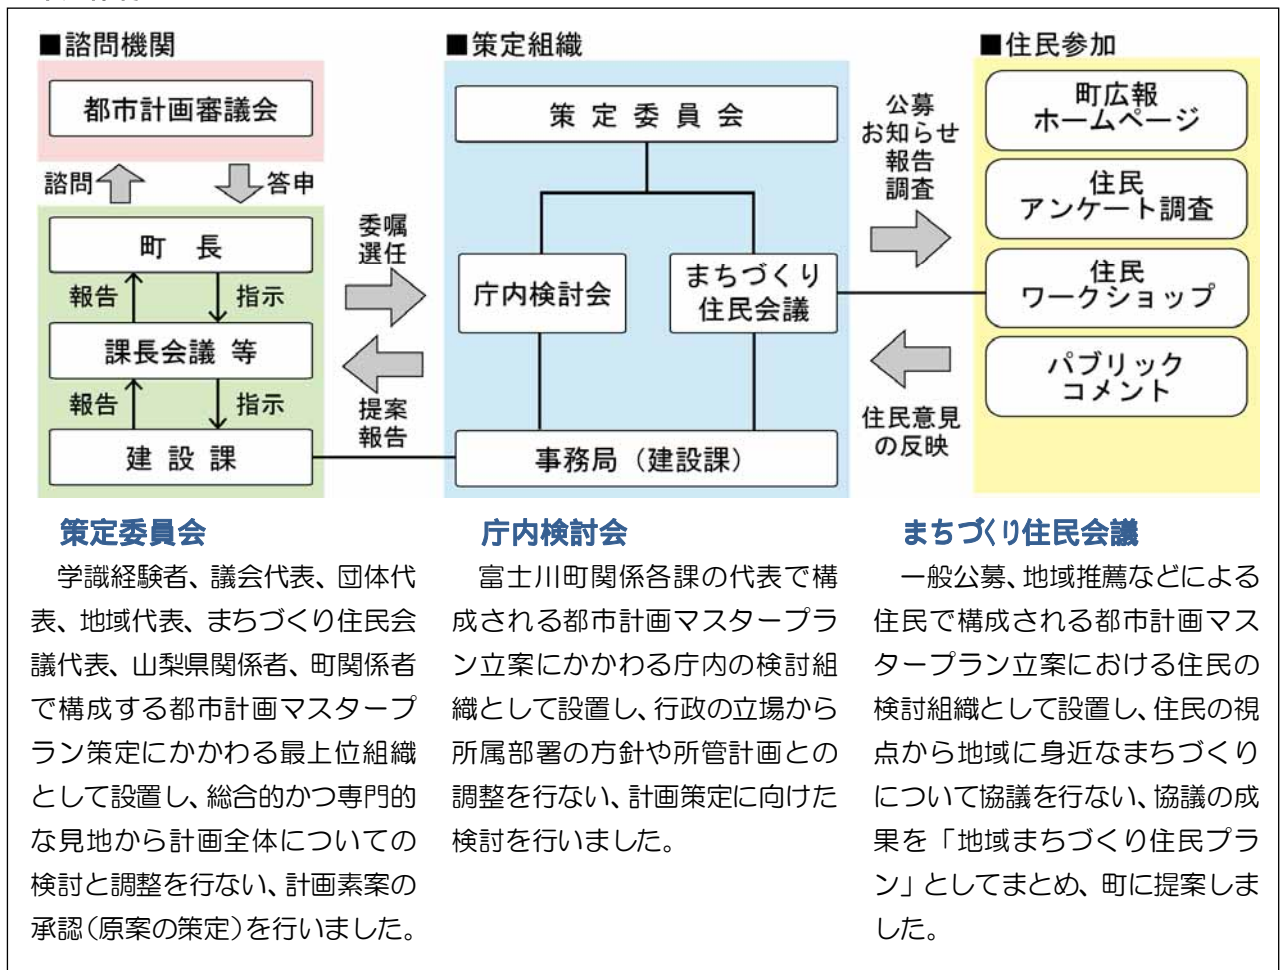 ■諮問機関
都市計画審議会
諮問
答申
町 長
報告
指示
課長会議 等
報告
指示
建 設 課
委嘱
選任
提案
報告
■策定組織
策 定 委 員 会
庁内検討会
まちづくり
住民会議
事務局（建設課）
公募
お知らせ
報告
調査
住民意見
の反映
■住民参加
町広報
ホームページ
住民
アンケート調査
住民
ワークショップ
パブリック
コメント
策定委員会
学識経験者、議会代表、団体代
表、地域代表、まちづくり住民会
議代表、山梨県関係者、町関係者
で構成する都市計画マスタープ
ラン策定にかかわる最上位組織
として設置し、総合的かつ専門的
な見地から計画全体についての
検討と調整を行ない、計画素案の
承認（原案の策定）を行いました。
庁内検討会
富士川町関係各課の代表で構
成される都市計画マスタープラ
ン立案にかかわる庁内の検討組
織として設置し、行政の立場から
所属部署の方針や所管計画との
調整を行ない、計画策定に向けた
検討を行いました。
まちづくり住民会議
一般公募、地域推薦などによる
住民で構成される都市計画マス
タープラン立案における住民の
検討組織として設置し、住民の視
点から地域に身近なまちづくり
について協議を行ない、協議の成
果を「地域まちづくり住民プラ
ン」としてまとめ、町に提案しま
した。